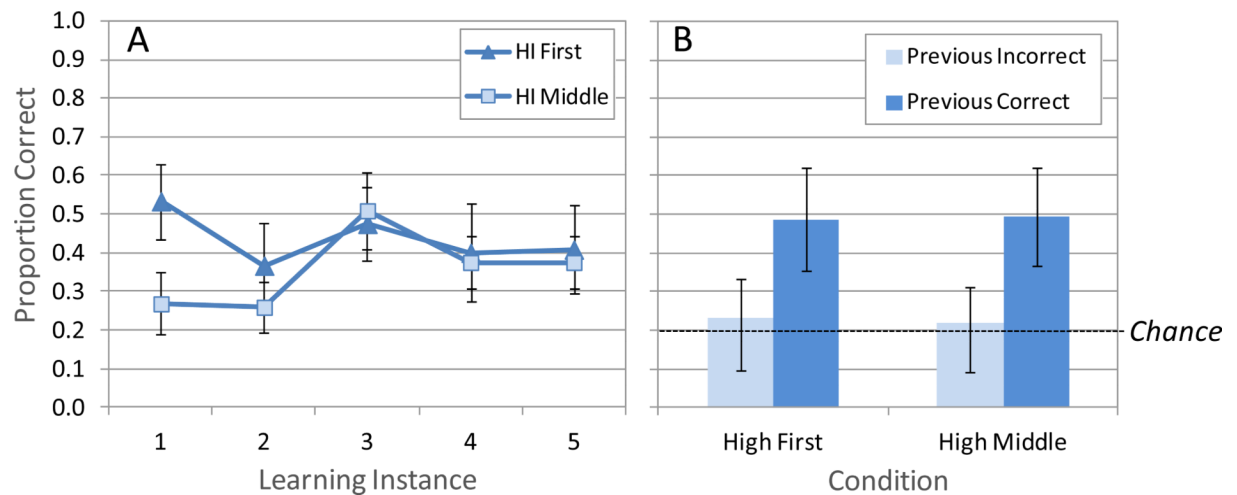 A
HI First
HI Middle
Proportion Correct
1.0
0.9
0.8
0.7
0.6
0.5
0.4
0.3
0.2
0.1
0.0
1 2 3 4 5
Learning Instance
B
Previous Incorrect
Previous Correct
Chance
High First High Middle
Condition